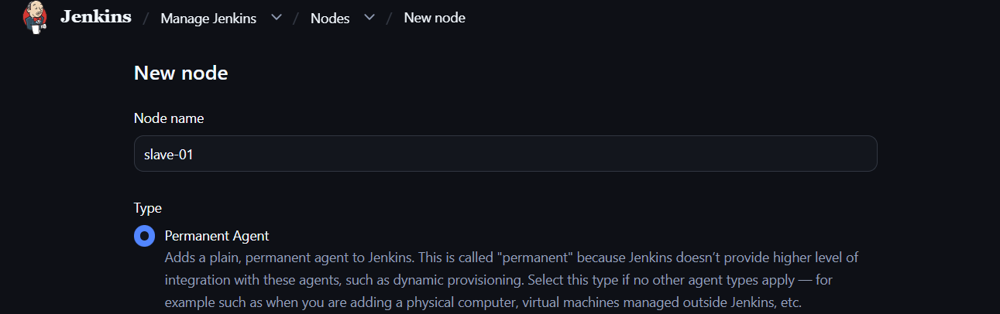 Jenkins / Manage Jenkins / Nodes / New node
New node
Node name
slave-01
Type
Permanent Agent
Adds a plain, permanent agent to Jenkins. This is called "permanent" because Jenkins doesn’t provide higher level of
integration with these agents, such as dynamic provisioning. Select this type if no other agent types apply — for
example such as when you are adding a physical computer, virtual machines managed outside Jenkins, etc.